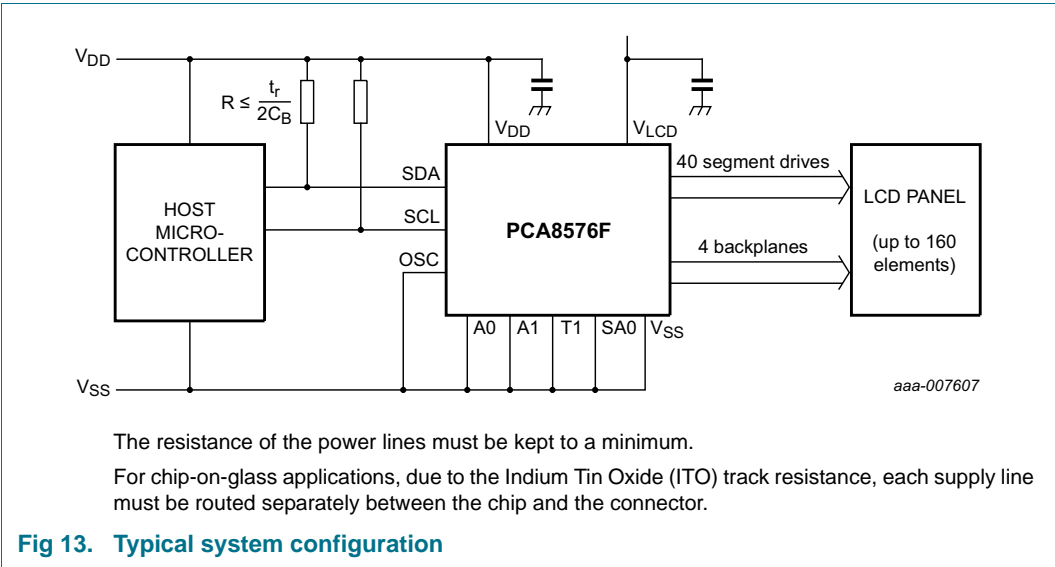 VDD
R ≤ tr
2CB
VDD
VLCD
SDA
SCL
OSC
HOST
MICRO-
CONTROLLER
PCA8576F
40 segment drives
4 backplanes
LCD PANEL
(up to 160
elements)
A0 A1 T1 SA0 VSS
VSS
aaa-007607
The resistance of the power lines must be kept to a minimum.
For chip-on-glass applications, due to the Indium Tin Oxide (ITO) track resistance, each supply line
must be routed separately between the chip and the connector.
Fig 13. Typical system configuration